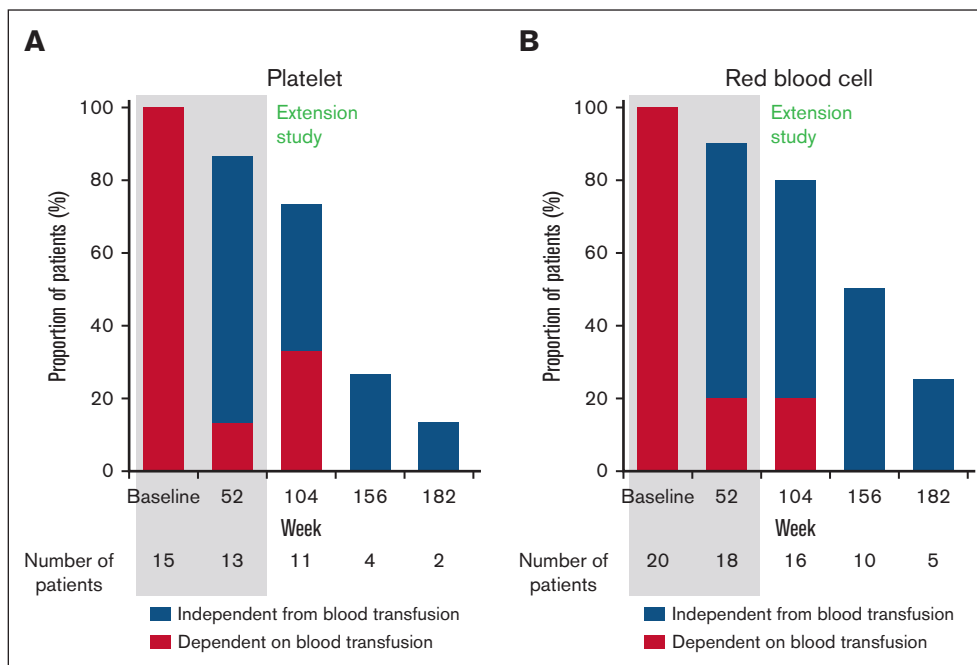 A
Platelet
Extension
study
Proportion of patients (%)
100
80
60
40
20
0
Baseline 52 104 156 182
Week
Number of
patients
15 13 11 4 2
Independent from blood transfusion
Dependent on blood transfusion
B
Red blood cell
Extension
study
Proportion of patients (%)
100
80
60
40
20
0
Baseline 52 104 156 182
Week
Number of
patients
20 18 16 10 5
Independent from blood transfusion
Dependent on blood transfusion